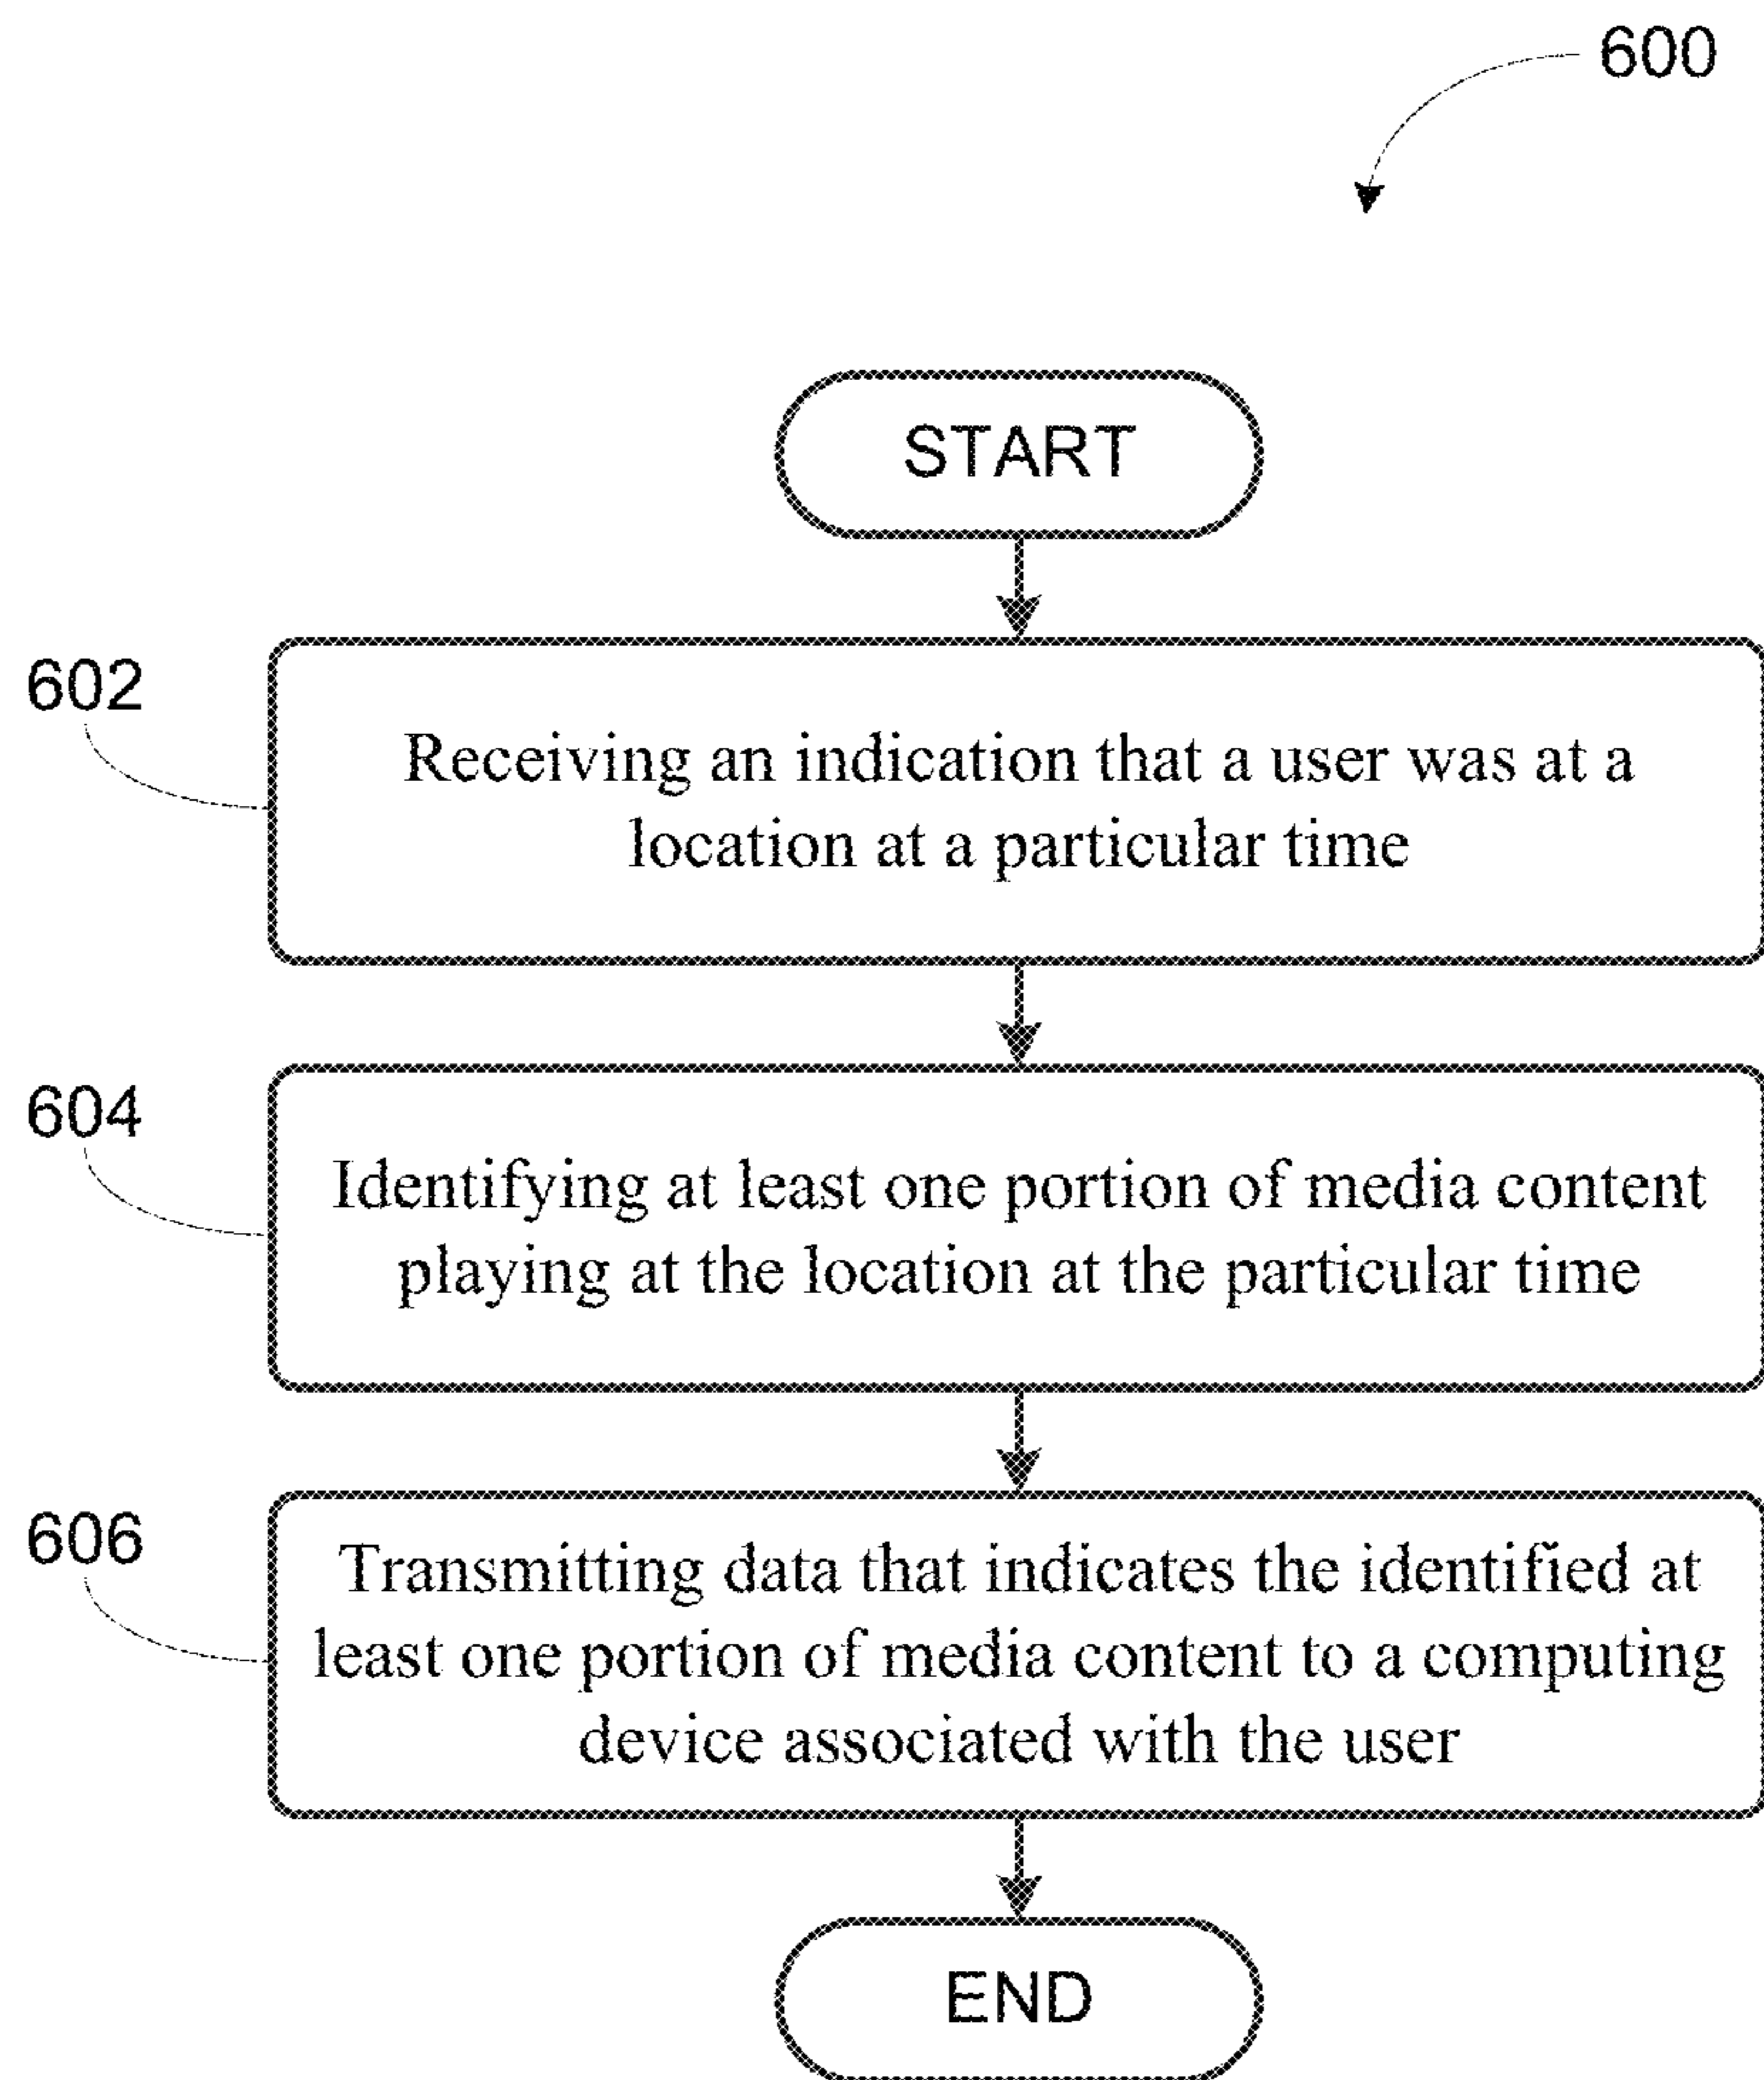 600
START
602
Receiving an indication that a user was at a
location at a particular time
604
Identifying at least one portion of media content
playing at the location at the particular time
606
Transmitting data that indicates the identified at
least one portion of media content to a computing
device associated with the user
END